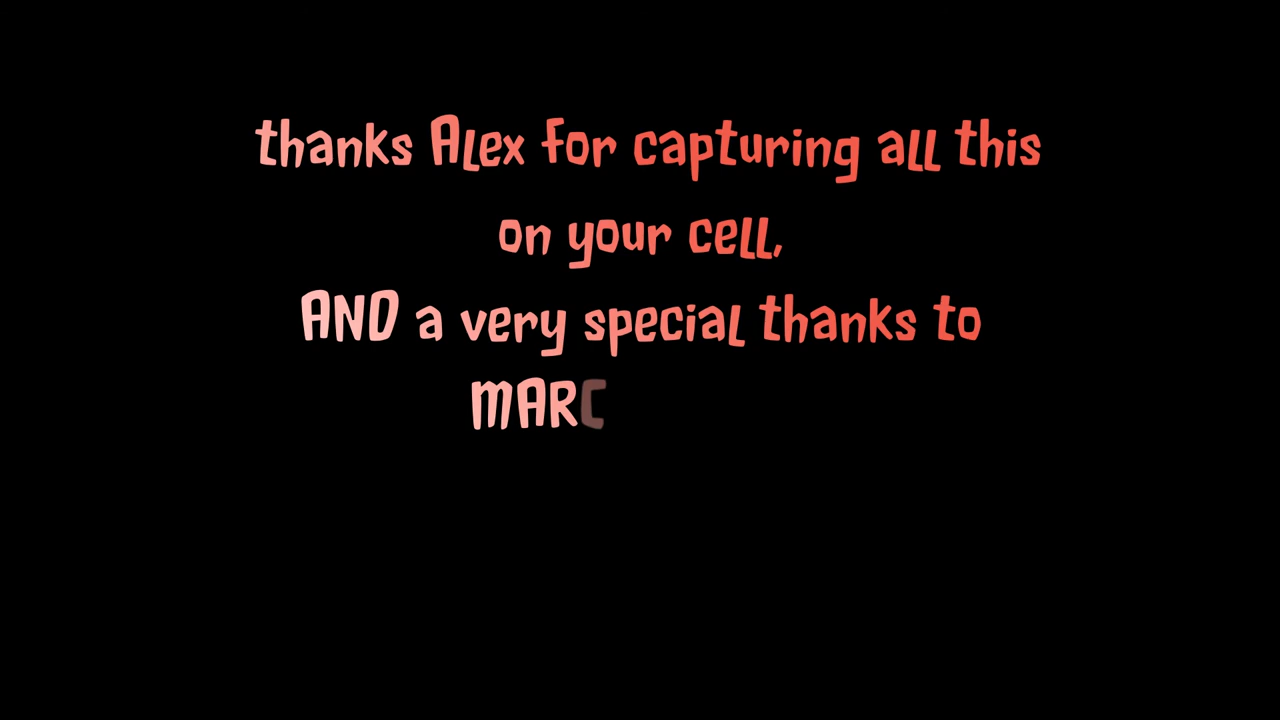 thanks Alex for capturing all this
on your cell,
AND a very special thanks to
MARC